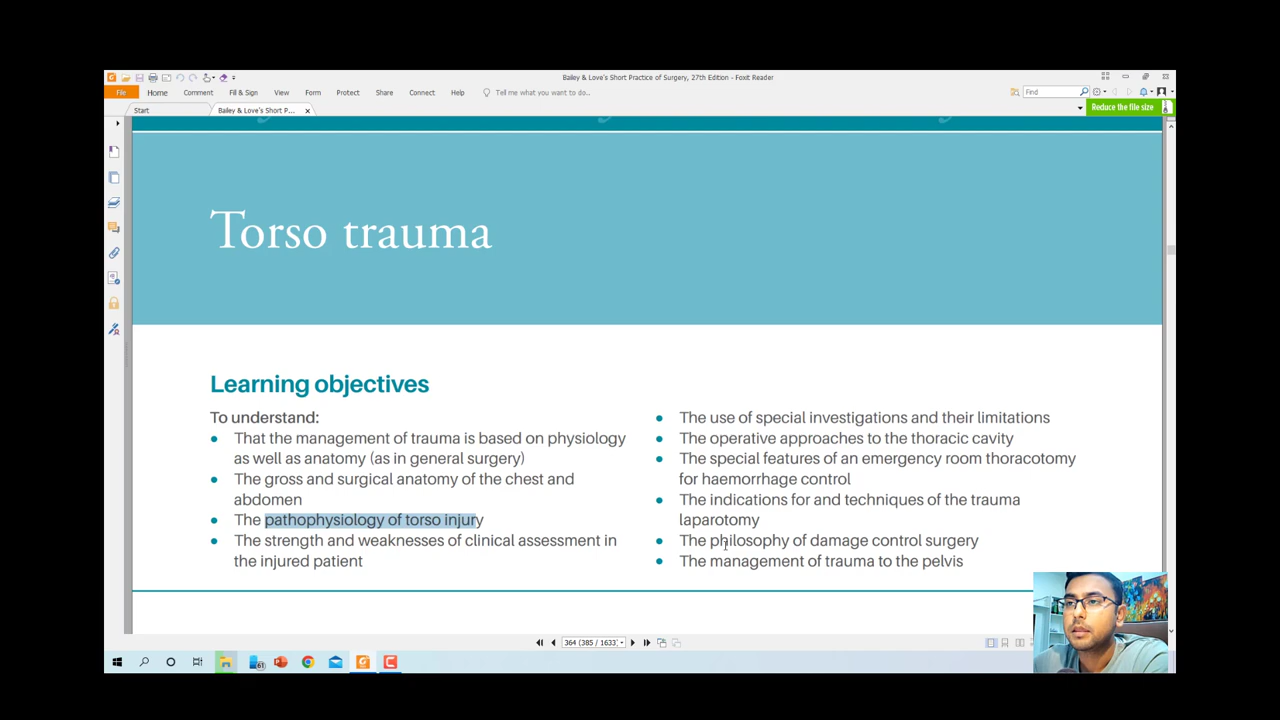 Bailey & Love's Short Practice of Surgery, 27th Edition - Foxit Reader
File Home Comment Fill & Sign View Form Protect Share Connect Help Tell me what you want to do.. Find
Start Bailey & Love's Short P...
Reduce the file size
Torso trauma
Learning objectives
To understand:
• That the management of trauma is based on physiology
as well as anatomy (as in general surgery)
• The gross and surgical anatomy of the chest and
abdomen
• The pathophysiology of torso injury
• The strength and weaknesses of clinical assessment in
the injured patient
• The use of special investigations and their limitations
• The operative approaches to the thoracic cavity
• The special features of an emergency room thoracotomy
for haemorrhage control
• The indications for and techniques of the trauma
laparotomy
• The philosophy of damage control surgery
• The management of trauma to the pelvis
364 (385 / 1633)
61